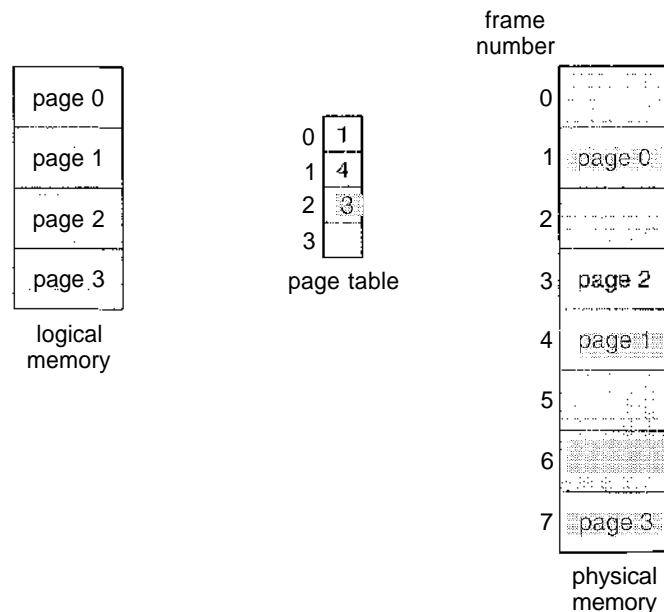 frame
number
page 0
page 1
page 2
page 3
logical
memory
0 1
1 4
2 3
3
page table
0
1 page 0
2
3 page 2
4 page 1
5
6
7 page 3
physical
memory